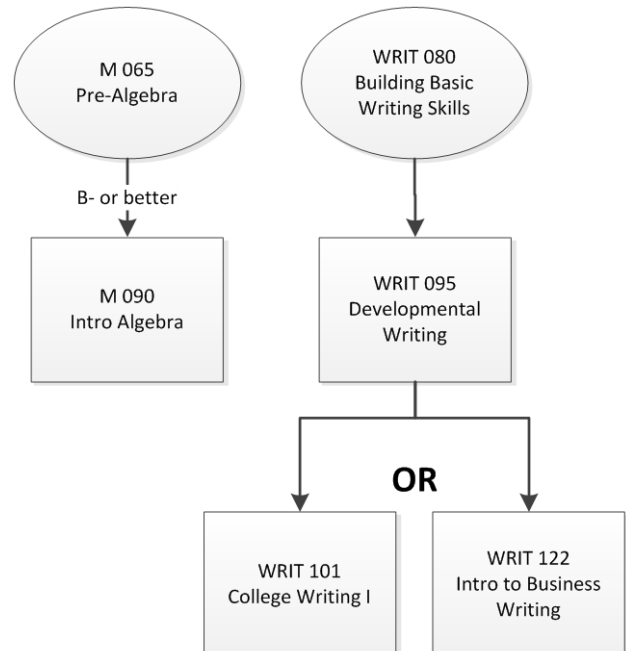 M 065
Pre-Algebra
WRIT 080
Building Basic
Writing Skills
B- or better
M 090
Intro Algebra
WRIT 095
Developmental
Writing
OR
WRIT 101
College Writing I
WRIT 122
Intro to Business
Writing